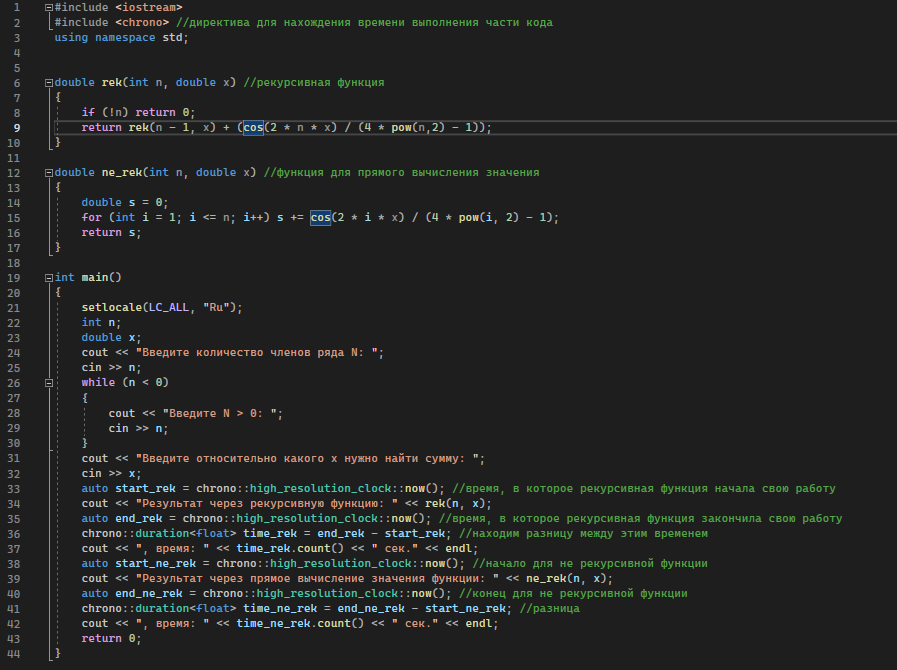 1 #include <iostream>
2 #include <chrono> //директива для нахождения времени выполнения части кода
3 using namespace std;
4
5
6 double rek(int n, double x) //рекурсивная функция
7 {
8 if (!n) return 0;
9 return rek(n - 1, x) + (cos(2 * n * x) / (4 * pow(n,2) - 1));
10 }
11
12 double ne_rek(int n, double x) //функция для прямого вычисления значения
13 {
14 double s = 0;
15 for (int i = 1; i <= n; i++) s += cos(2 * i * x) / (4 * pow(i, 2) - 1);
16 return s;
17 }
18
19 int main()
20 {
21 setlocale(LC_ALL, "Ru");
22 int n;
23 double x;
24 cout << "Введите количество членов ряда N: ";
25 cin >> n;
26 while (n < 0)
27 {
28 cout << "Введите N > 0: ";
29 cin >> n;
30 }
31 cout << "Введите относительно какого x нужно найти сумму: ";
32 cin >> x;
33 auto start_rek = chrono::high_resolution_clock::now(); //время, в которое рекурсивная функция начала свою работу
34 cout << "Результат через рекурсивную функцию: " << rek(n, x);
35 auto end_rek = chrono::high_resolution_clock::now(); //время, в которое рекурсивная функция закончила свою работу
36 chrono::duration<float> time_rek = end_rek - start_rek; //находим разницу между этим временем
37 cout << ", время: " << time_rek.count() << " сек." << endl;
38 auto start_ne_rek = chrono::high_resolution_clock::now(); //начало для не рекурсивной функции
39 cout << "Результат через прямое вычисление значения функции: " << ne_rek(n, x);
40 auto end_ne_rek = chrono::high_resolution_clock::now(); //конец для не рекурсивной функции
41 chrono::duration<float> time_ne_rek = end_ne_rek - start_ne_rek; //разница
42 cout << ", время: " << time_ne_rek.count() << " сек." << endl;
43 return 0;
44 }